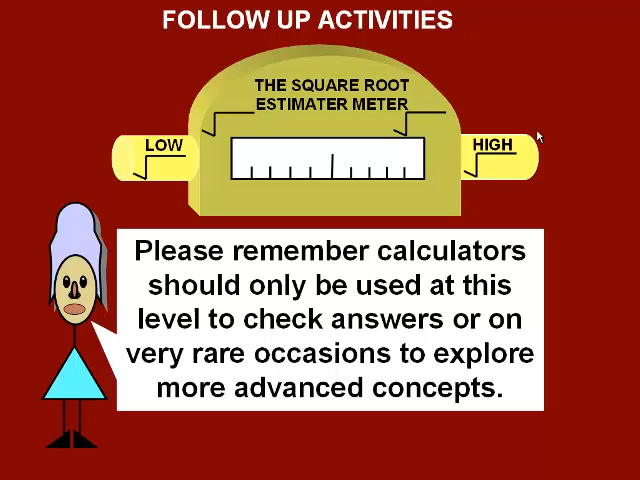 FOLLOW UP ACTIVITIES
THE SQUARE ROOT
ESTIMATER METER
LOW
HIGH
Please remember calculators
should only be used at this
level to check answers or on
very rare occasions to explore
more advanced concepts.